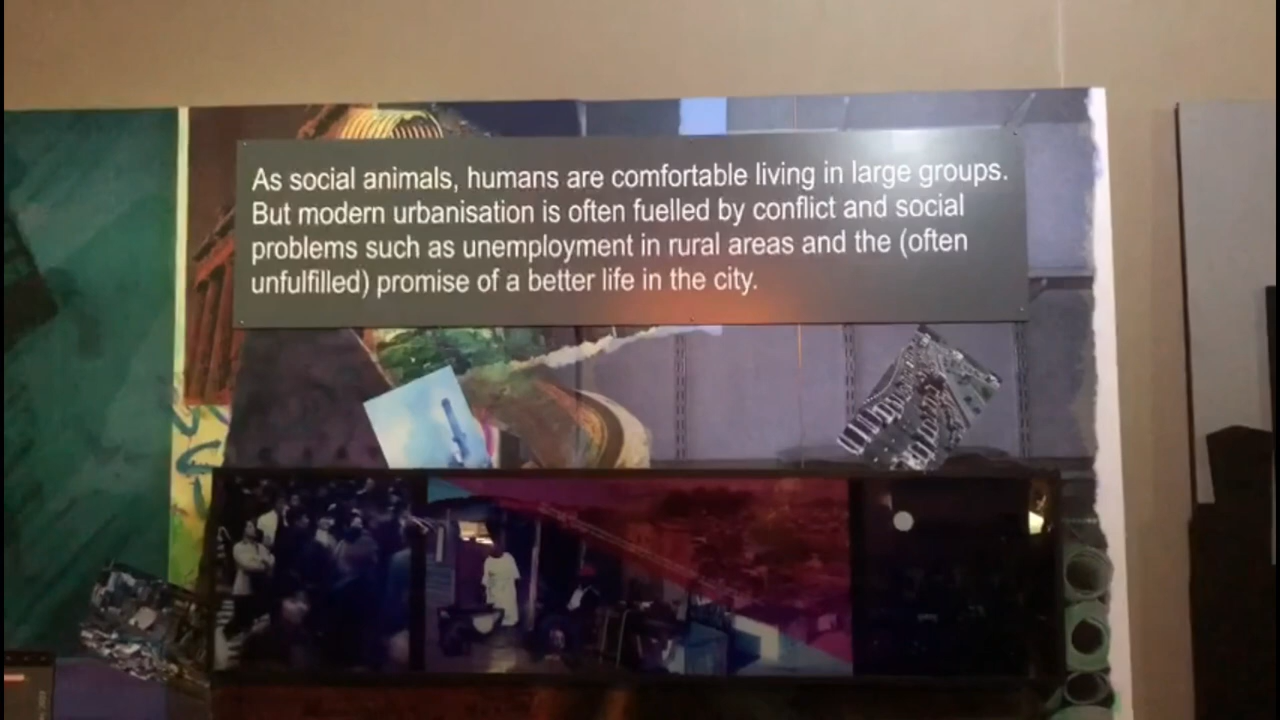 As social animals, humans are comfortable living in large groups.
But modern urbanisation is often fuelled by conflict and social
problems such as unemployment in rural areas and the (often
unfulfilled) promise of a better life in the city.